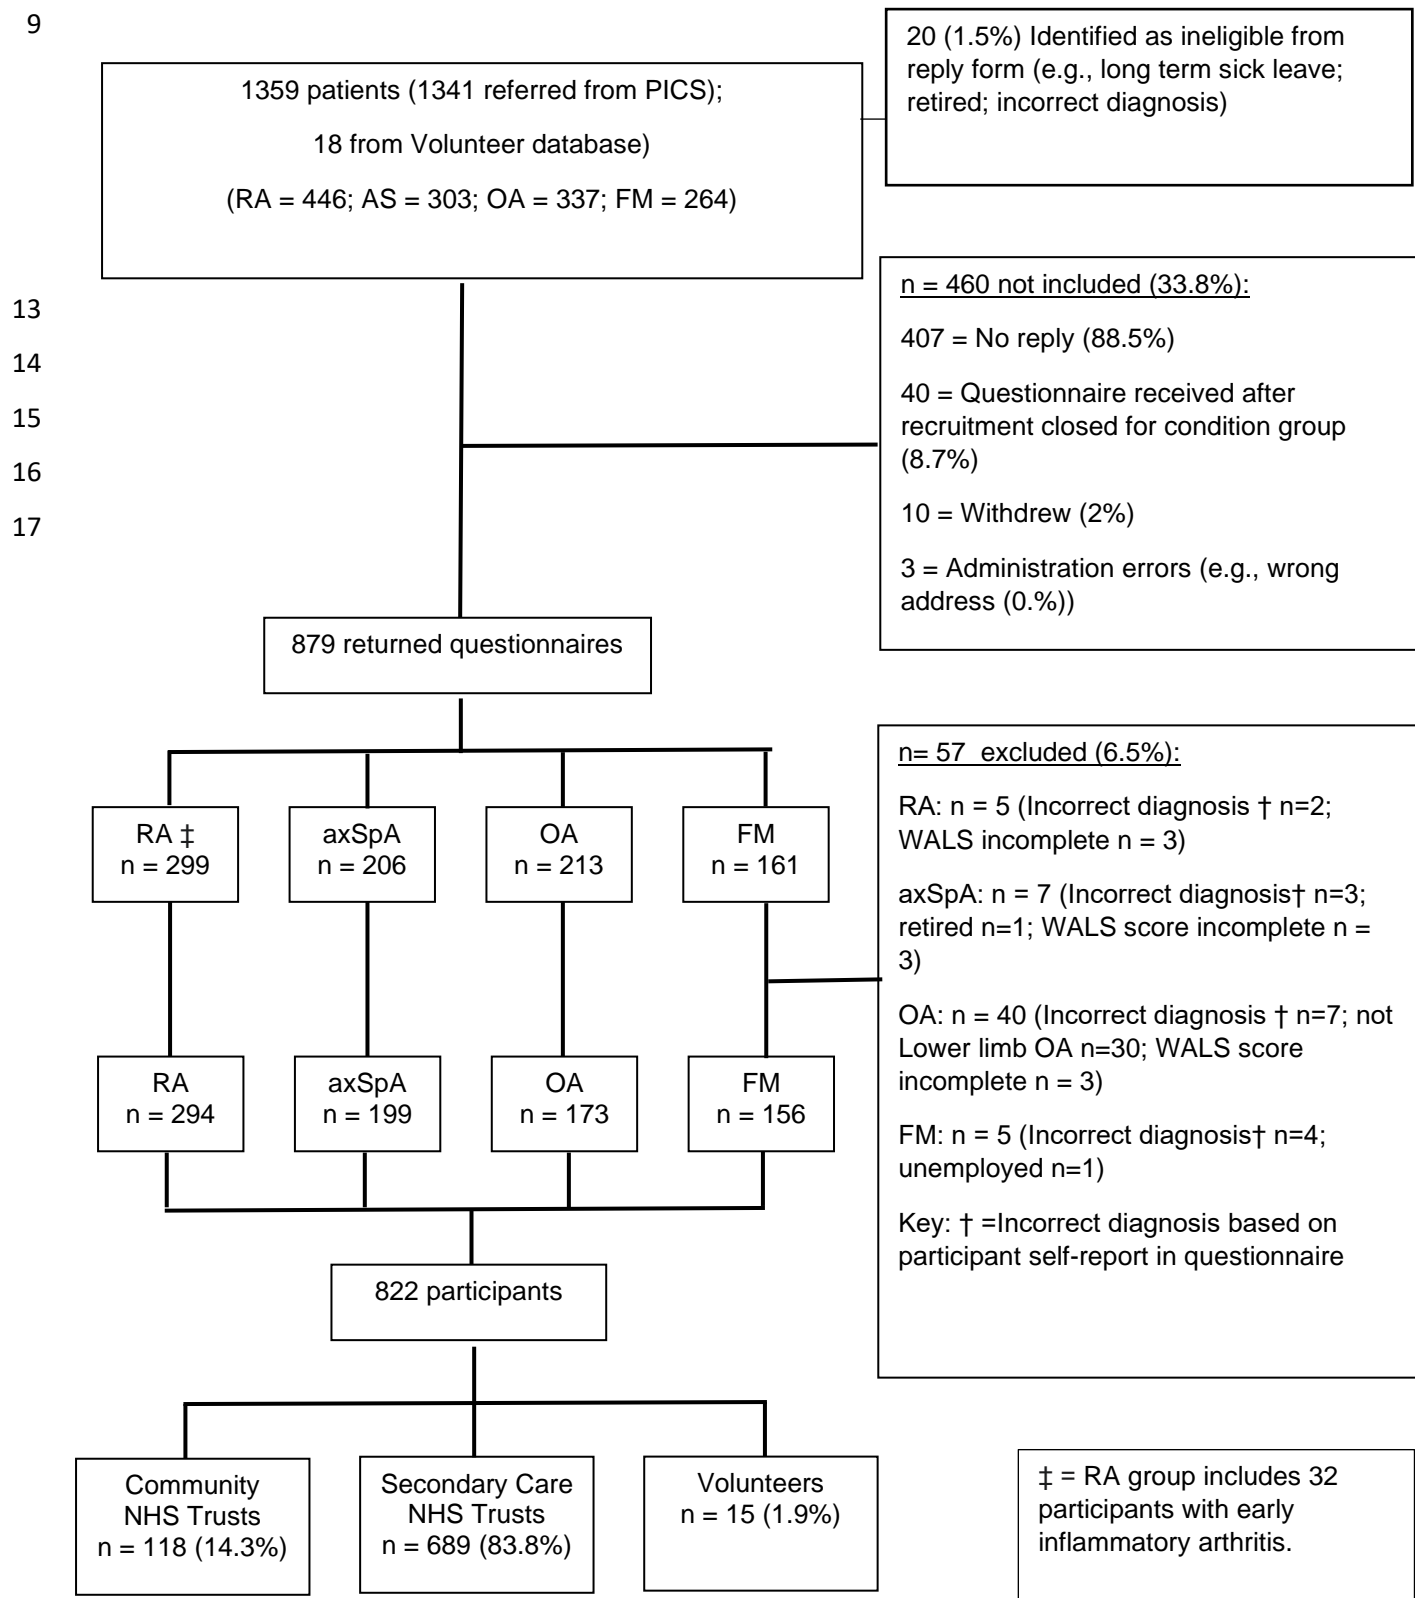 9
20 (1.5%) Identified as ineligible from
reply form (e.g., long term sick leave;
retired; incorrect diagnosis)
1359 patients (1341 referred from PICS);
18 from Volunteer database)
(RA = 446; AS = 303; OA = 337; FM = 264)
n = 460 not included (33.8%):
407 = No reply (88.5%)
40 = Questionnaire received after
recruitment closed for condition group
(8.7%)
10 = Withdrew (2%)
3 = Administration errors (e.g., wrong
address (0.%))
13
14
15
16
17
879 returned questionnaires
RA ‡
n = 299
axSpA
n = 206
OA
n = 213
FM
n = 161
n= 57 excluded (6.5%):
RA: n = 5 (Incorrect diagnosis † n=2;
WALS incomplete n = 3)
axSpA: n = 7 (Incorrect diagnosis† n=3;
retired n=1; WALS score incomplete n =
3)
OA: n = 40 (Incorrect diagnosis † n=7; not
Lower limb OA n=30; WALS score
incomplete n = 3)
FM: n = 5 (Incorrect diagnosis† n=4;
unemployed n=1)
Key: † =Incorrect diagnosis based on
participant self-report in questionnaire
RA
n = 294
axSpA
n = 199
OA
n = 173
FM
n = 156
822 participants
Community
NHS Trusts
n = 118 (14.3%)
Secondary Care
NHS Trusts
n = 689 (83.8%)
Volunteers
n = 15 (1.9%)
‡ = RA group includes 32
participants with early
inflammatory arthritis.